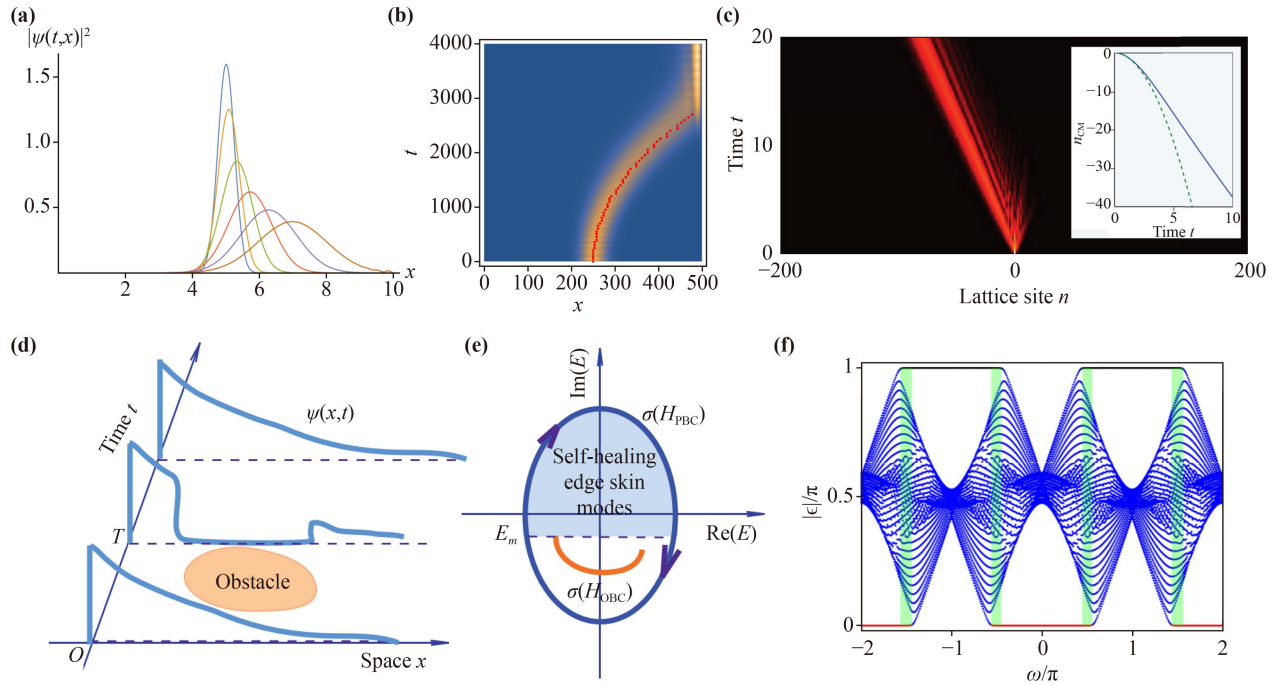 (a)
|ψ(t,x)|²
1.5
1.0
0.5
2
4
6
8
10
x
(b)
4000
3000
2000
1000
0
t
0
100
200
300
400
500
x
(c)
20
10
0
Time t
−200
0
200
Lattice site n
0
−10
−20
−30
−40
n_CM
0
5
10
Time t
(d)
Time t
ψ(x,t)
T
Obstacle
O
Space x
(e)
Im(E)
σ(H_PBC)
Self-healing
edge skin
modes
E_m
Re(E)
σ(H_OBC)
(f)
1
0.5
0
|ϵ|/π
−2
−1
0
1
2
ω/π